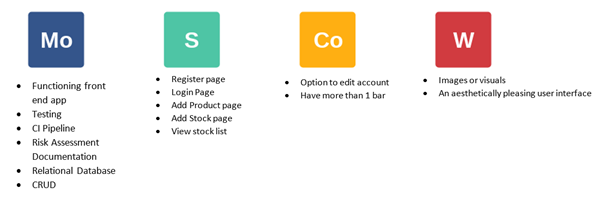 Mo
• Functioning front
end app
• Testing
• CI Pipeline
• Risk Assessment
Documentation
• Relational Database
• CRUD
S
• Register page
• Login Page
• Add Product page
• Add Stock page
• View stock list
Co
• Option to edit account
• Have more than 1 bar
W
• Images or visuals
• An aesthetically pleasing user interface